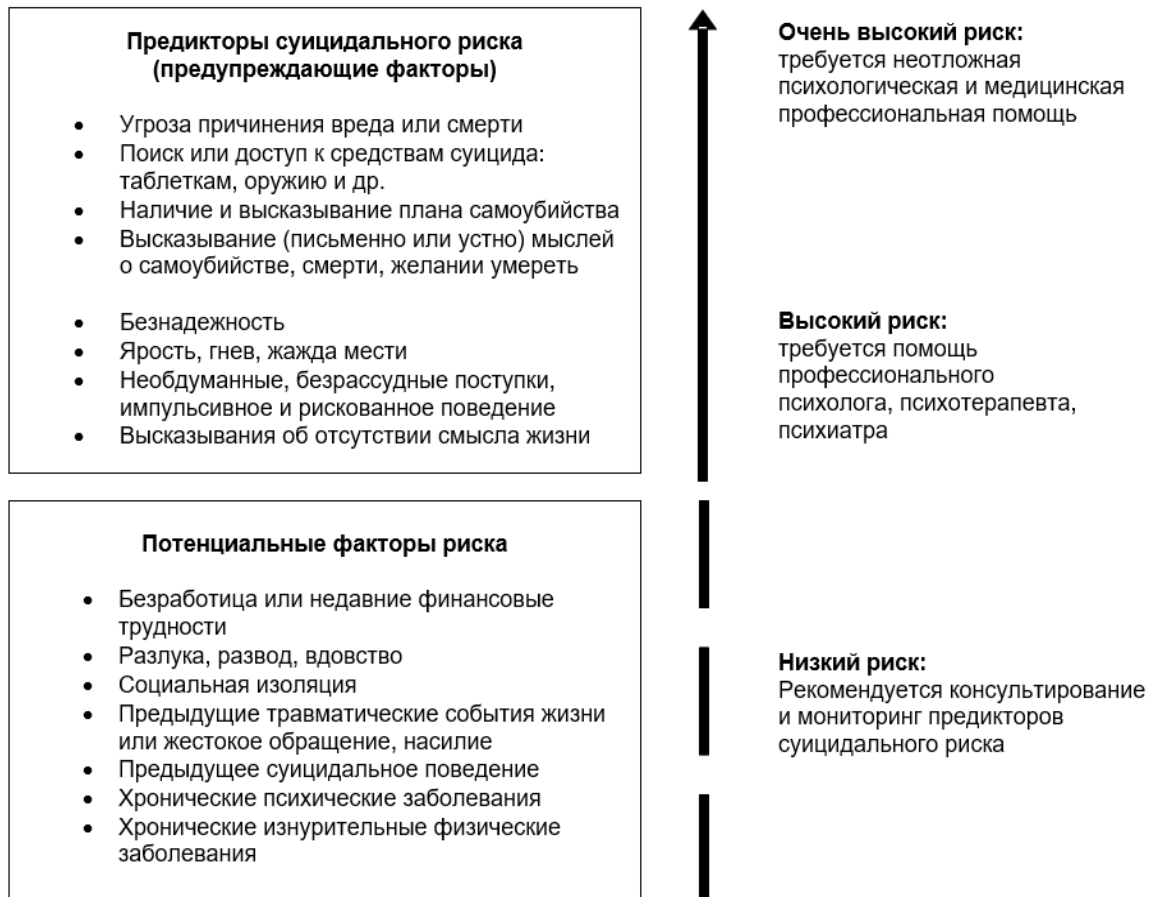 Предикторы суицидального риска
(предупреждающие факторы)
• Угроза причинения вреда или смерти
• Поиск или доступ к средствам суицида:
таблеткам, оружию и др.
• Наличие и высказывание плана самоубийства
• Высказывание (письменно или устно) мыслей
о самоубийстве, смерти, желании умереть
• Безнадежность
• Ярость, гнев, жажда мести
• Необдуманные, безрассудные поступки,
импульсивное и рискованное поведение
• Высказывания об отсутствии смысла жизни
Очень высокий риск:
требуется неотложная
психологическая и медицинская
профессиональная помощь
Высокий риск:
требуется помощь
профессионального
психолога, психотерапевта,
психиатра
Потенциальные факторы риска
• Безработица или недавние финансовые
трудности
• Разлука, развод, вдовство
• Социальная изоляция
• Предыдущие травматические события жизни
или жестокое обращение, насилие
• Предыдущее суицидальное поведение
• Хронические психические заболевания
• Хронические изнурительные физические
заболевания
Низкий риск:
Рекомендуется консультирование
и мониторинг предикторов
суицидального риска